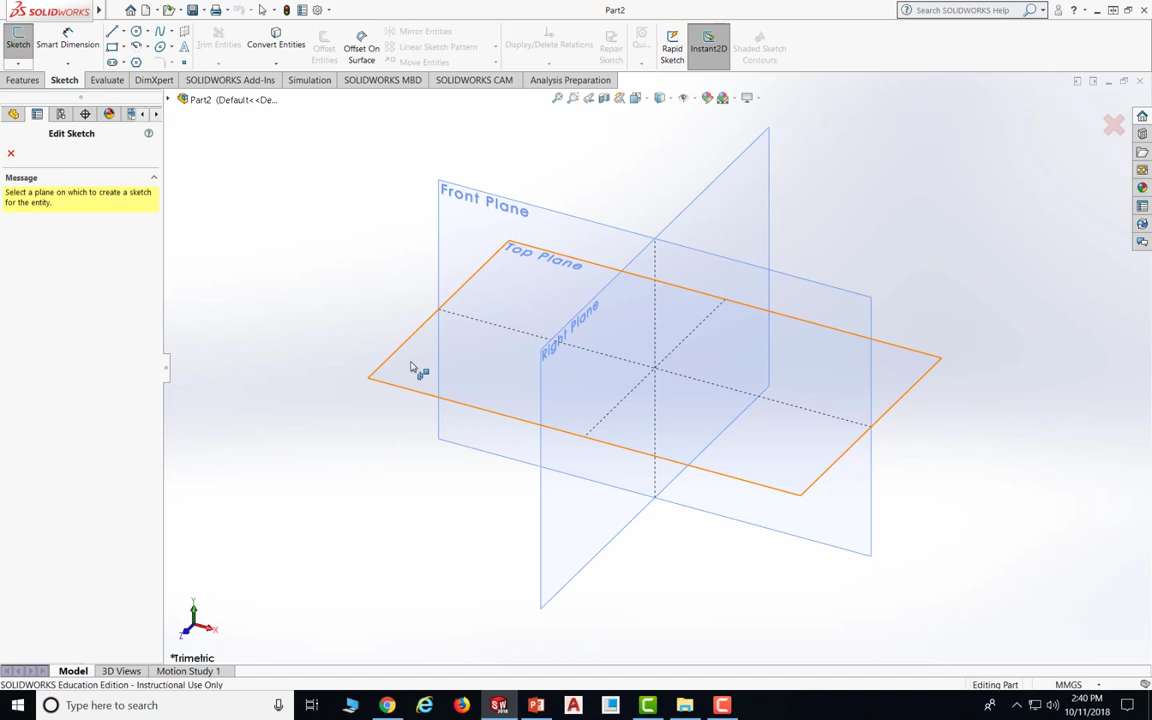 SOLIDWORKS
Part2
Search SOLIDWORKS Help
?
Sketch
Smart Dimension
Trim Entities
Convert Entities
Offset Entities
Offset On Surface
Mirror Entities
Linear Sketch Pattern
Move Entities
Display/Delete Relations
Repair Sketch
Qui...
Rapid Sketch
Instant2D
Shaded Sketch Contours
Features
Sketch
Evaluate
DimXpert
SOLIDWORKS Add-Ins
Simulation
SOLIDWORKS MBD
SOLIDWORKS CAM
Analysis Preparation
Part2 (Default<<De...
Edit Sketch
Message
Select a plane on which to create a sketch
for the entity.
Front Plane
Top Plane
Right Plane
Y
X
Z
*Trimetric
Model
3D Views
Motion Study 1
SOLIDWORKS Education Edition - Instructional Use Only
Editing Part
MMGS
Type here to search
2:40 PM
10/11/2018